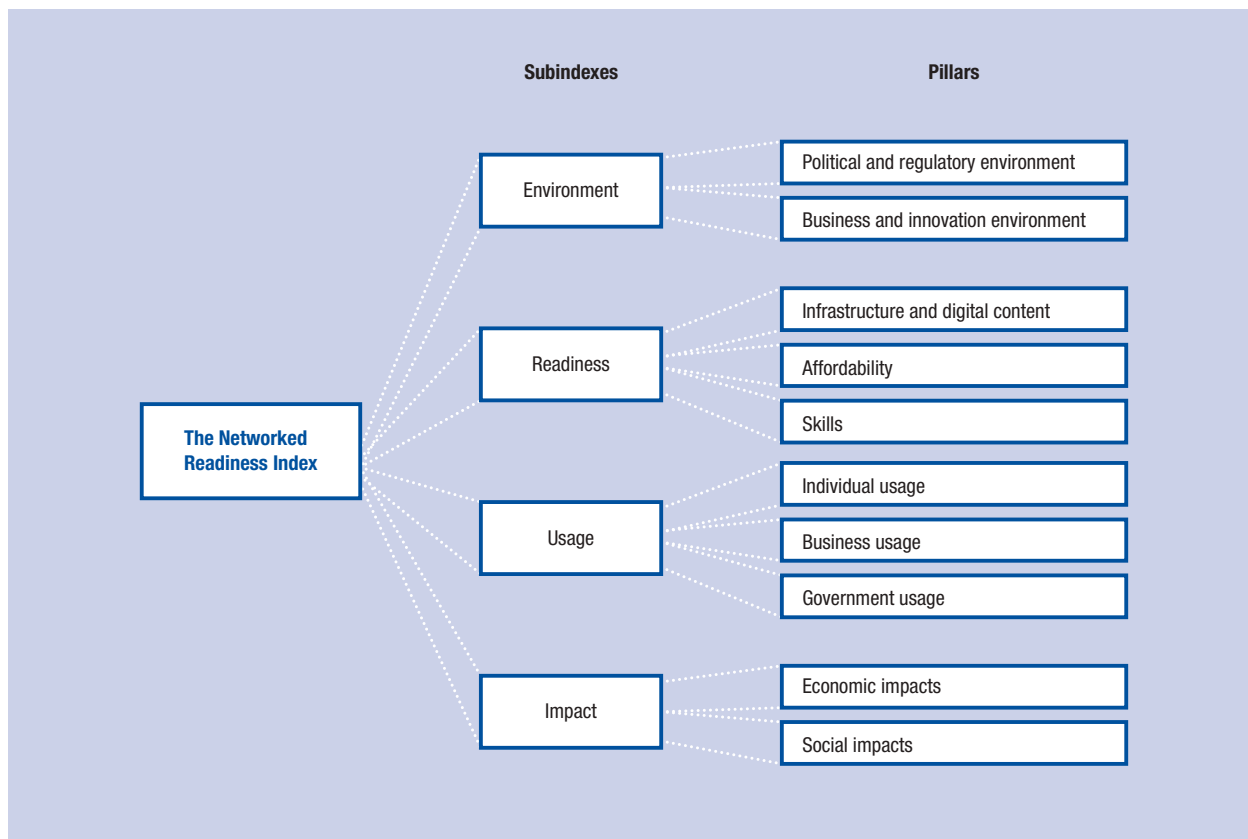 Subindexes
Pillars
The Networked
Readiness Index
Environment
Political and regulatory environment
Business and innovation environment
Readiness
Infrastructure and digital content
Affordability
Skills
Usage
Individual usage
Business usage
Government usage
Impact
Economic impacts
Social impacts